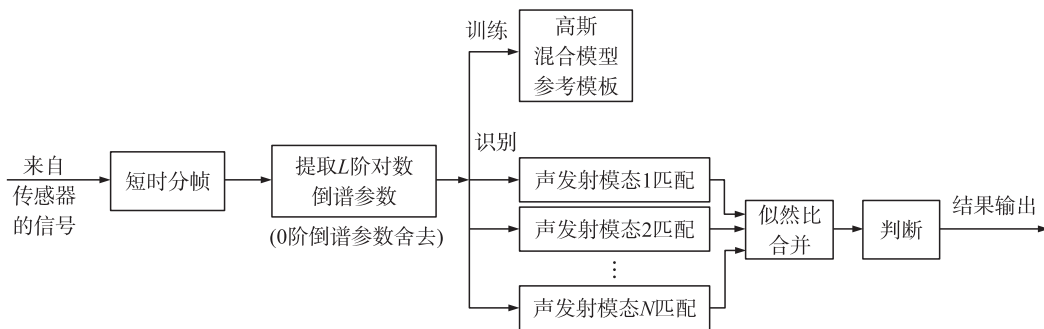 训练
高斯
混合模型
参考模板
识别
来自
传感器
的信号
短时分帧
提取L阶对数
倒谱参数
(0阶倒谱参数舍去)
声发射模态1匹配
声发射模态2匹配
⋮
声发射模态N匹配
似然比
合并
判断
结果输出